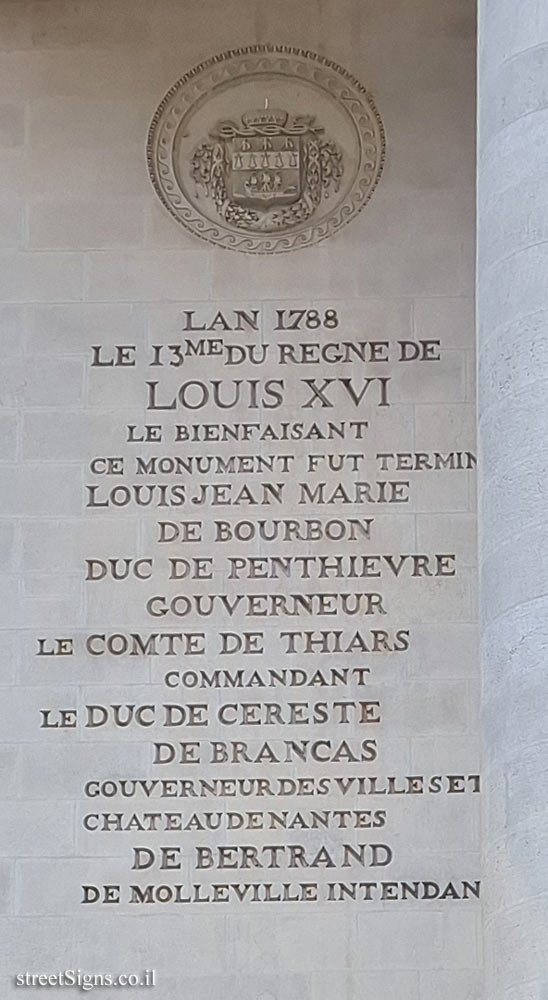 LAN 1788
LE 13ME DU REGNE DE
LOUIS XVI
LE BIENFAISANT
CE MONUMENT FUT TERMIN
LOUIS JEAN MARIE
DE BOURBON
DUC DE PENTHIEVRE
GOUVERNEUR
LE COMTE DE THIARS
COMMANDANT
LE DUC DE CERESTE
DE BRANCAS
GOUVERNEUR DES VILLES ET
CHATEAU DE NANTES
DE BERTRAND
DE MOLLEVILLE INTENDAN
streetSigns.co.il